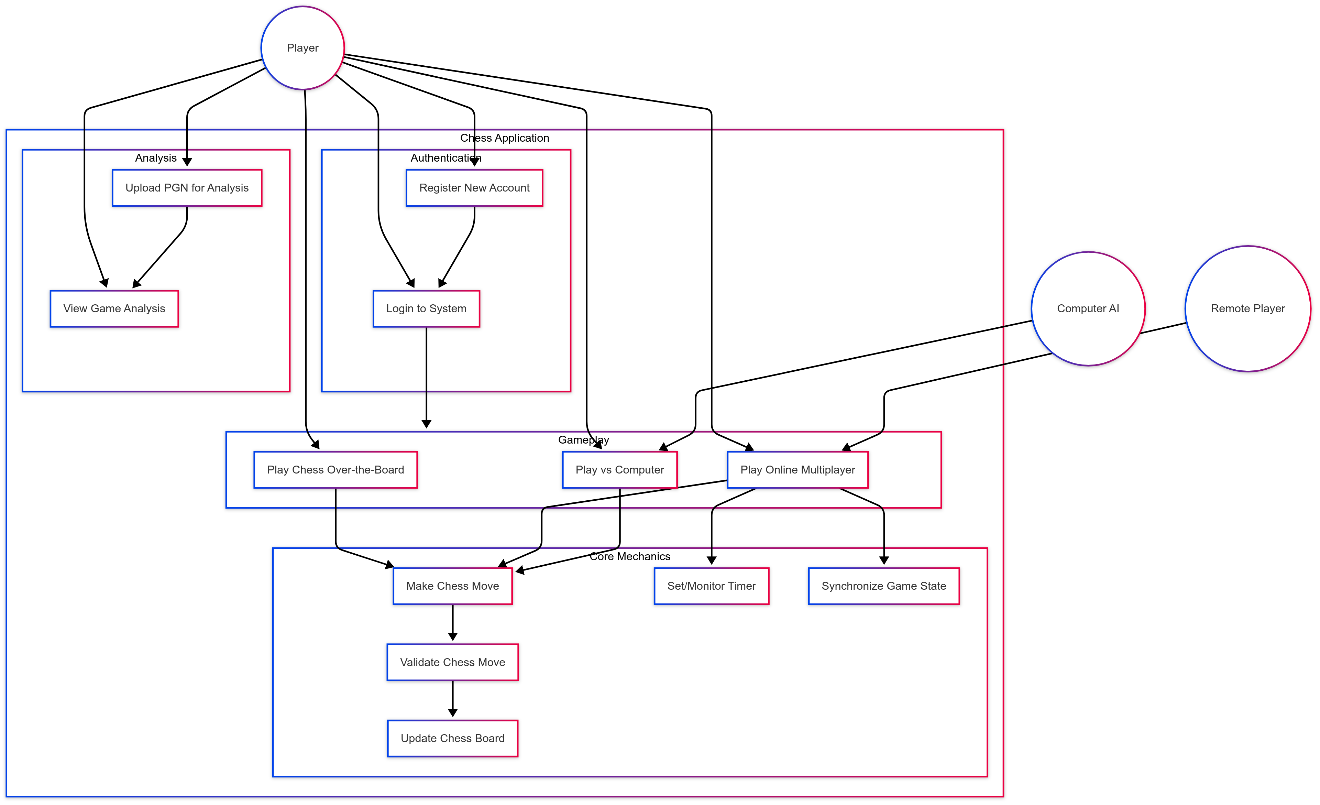 Player
Chess Application
Analysis
Authentication
Upload PGN for Analysis
Register New Account
View Game Analysis
Login to System
Computer AI
Remote Player
Gameplay
Play Chess Over-the-Board
Play vs Computer
Play Online Multiplayer
Core Mechanics
Make Chess Move
Set/Monitor Timer
Synchronize Game State
Validate Chess Move
Update Chess Board